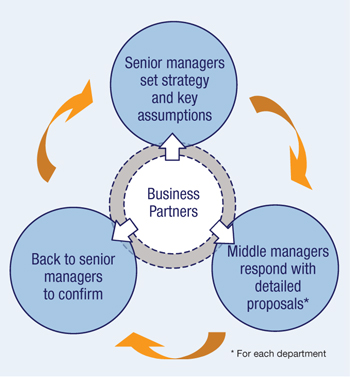 Senior managers
set strategy
and key
assumptions
Business
Partners
Back to senior
managers
to confirm
Middle managers
respond with
detailed
proposals*
* For each department